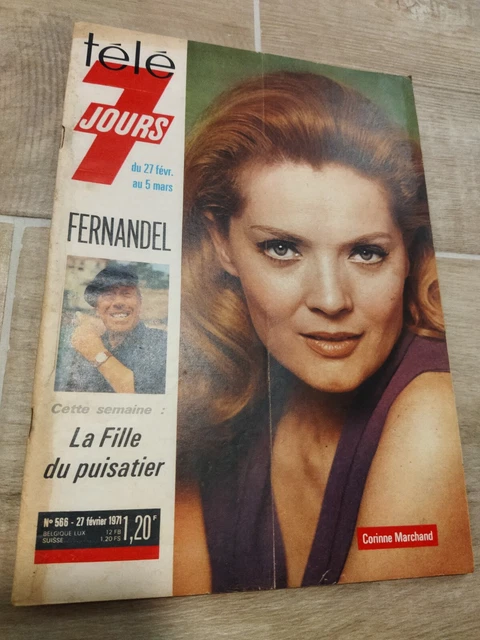 télé
7
JOURS
du 27 févr.
au 5 mars
FERNANDEL
Cette semaine :
La Fille
du puisatier
N° 566 - 27 février 1971
BELGIQUE LUX. 12 FB
SUISSE 1.20 FS
1,20 F
Corinne Marchand